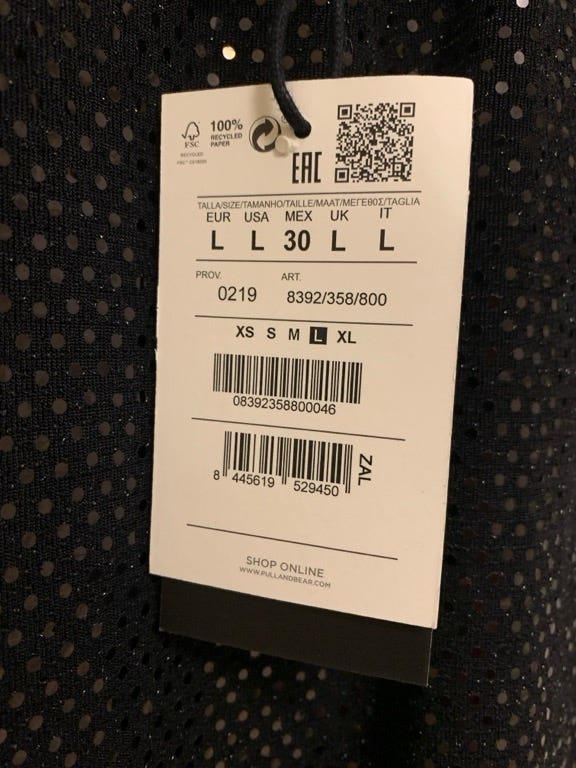 FSC
RECYCLED
100%
RECYCLED
PAPER
EAC
TALLA/SIZE/TAMANHO/TAILLE/MAAT/ΜΕΓΕΘΟΣ/TAGLIA
EUR USA MEX UK IT
L L 30 L L
PROV. ART.
0219 8392/358/800
XS S M L XL
08392358800046
8 445619 529450
ZAL
SHOP ONLINE
WWW.PULLANDBEAR.COM